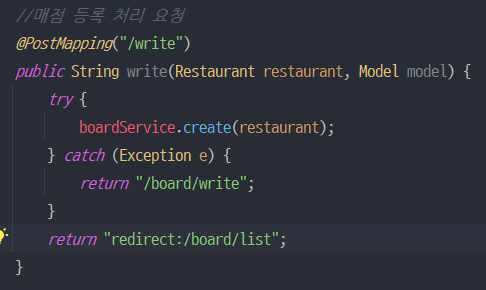 //매점 등록 처리 요청
@PostMapping("/write")
public String write(Restaurant restaurant, Model model) {
try {
boardService.create(restaurant);
} catch (Exception e) {
return "/board/write";
}
return "redirect:/board/list";
}